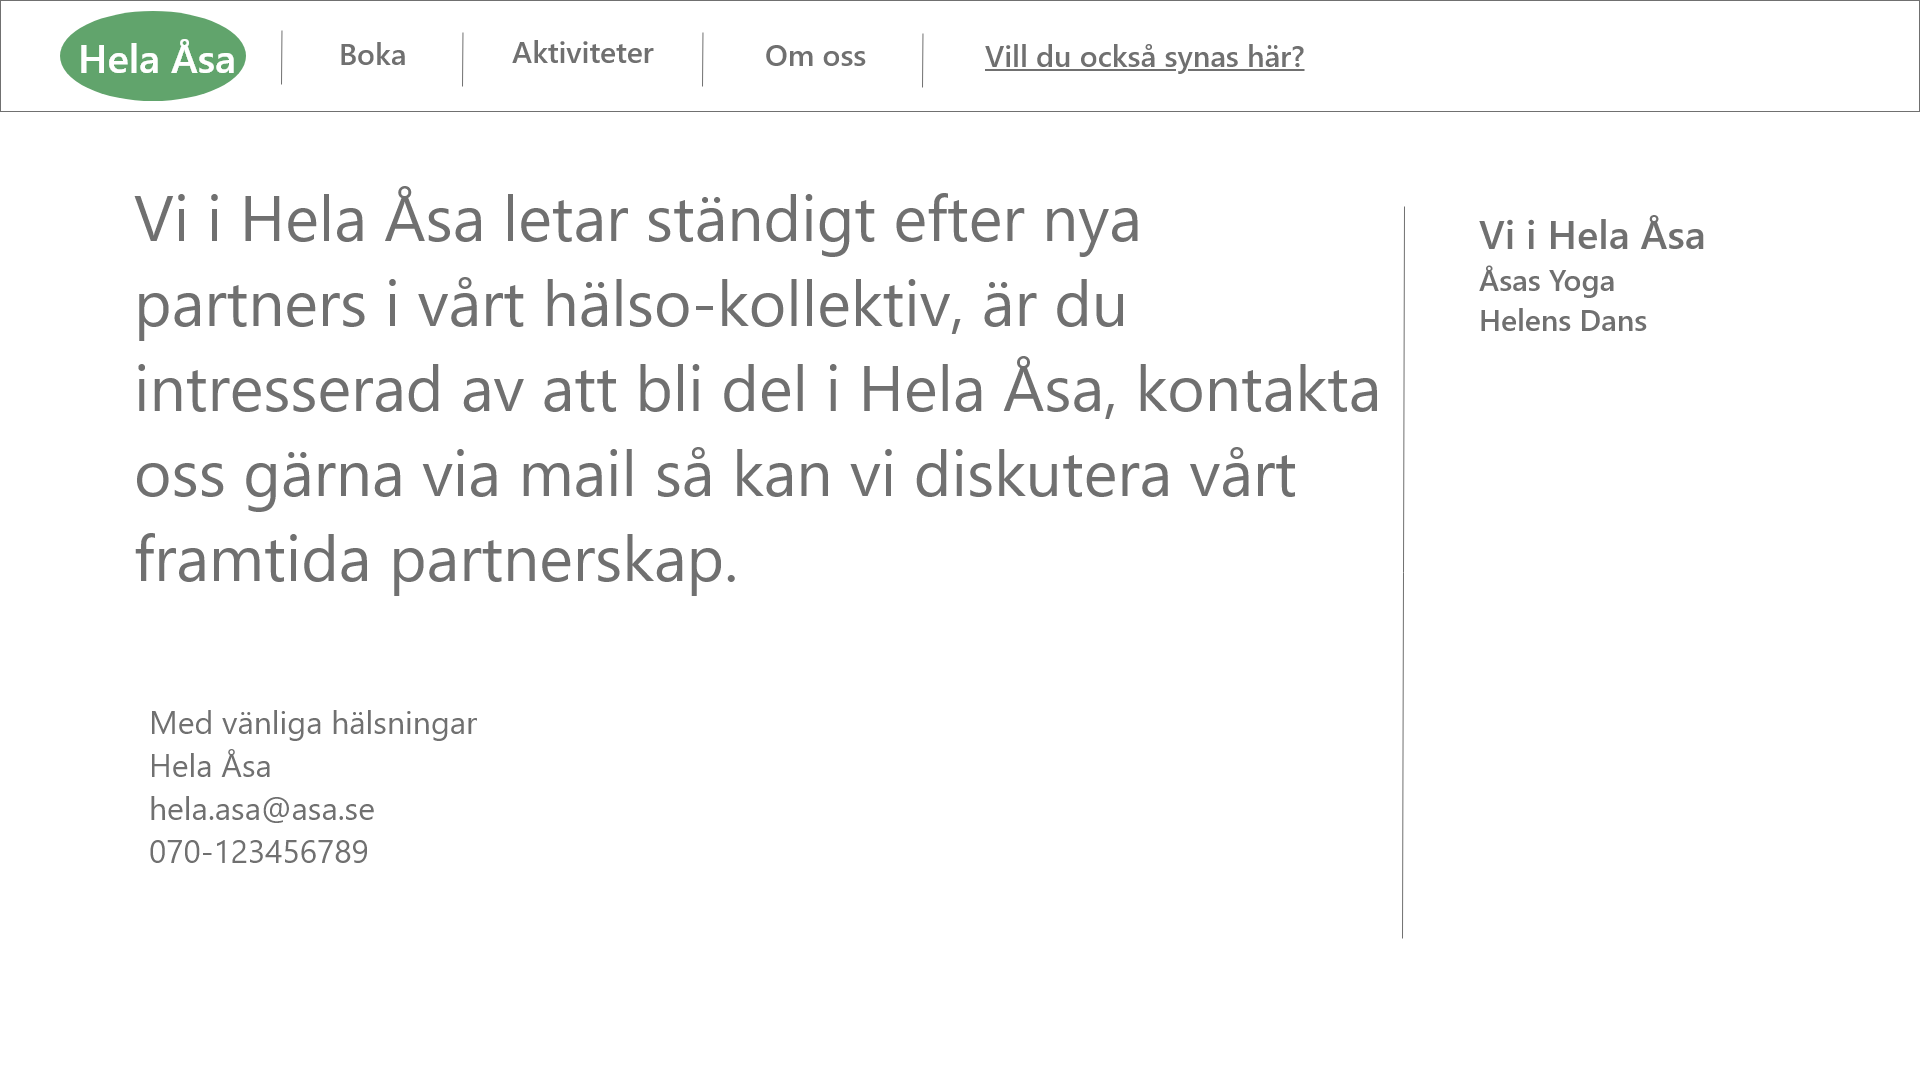 Hela Åsa
Boka
Aktiviteter
Om oss
Vill du också synas här?
Vi i Hela Åsa letar ständigt efter nya
partners i vårt hälso-kollektiv, är du
intresserad av att bli del i Hela Åsa, kontakta
oss gärna via mail så kan vi diskutera vårt
framtida partnerskap.
Med vänliga hälsningar
Hela Åsa
hela.asa@asa.se
070-123456789
Vi i Hela Åsa
Åsas Yoga
Helens Dans